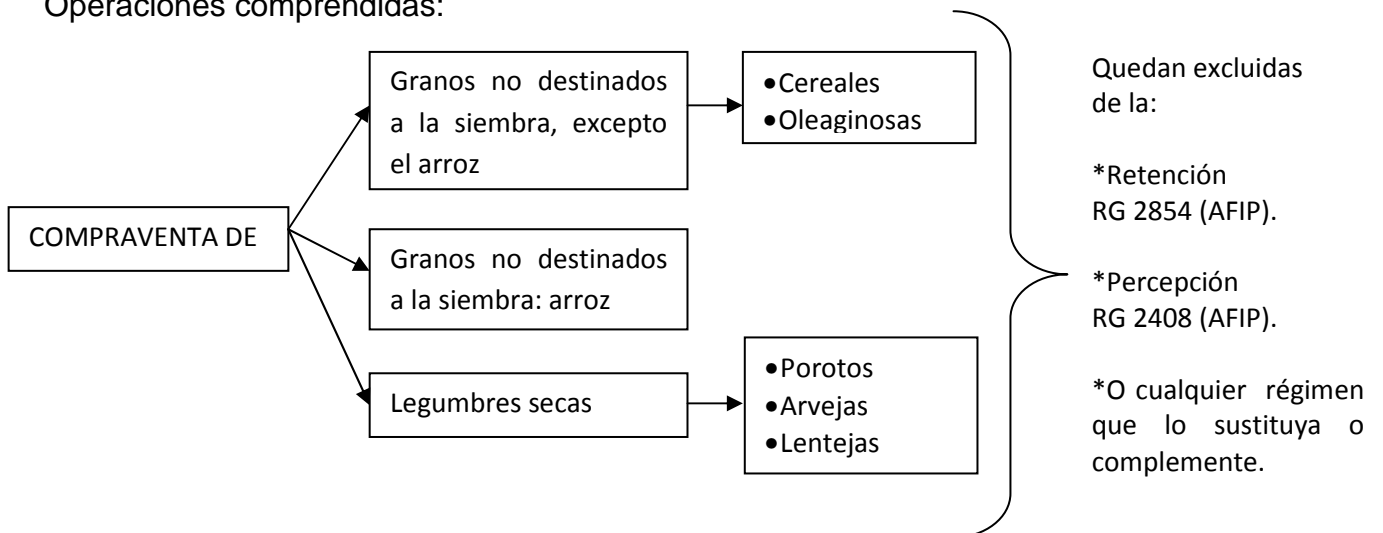 Operaciones comprendidas:
Granos no destinados
a la siembra, excepto
el arroz
•Cereales
•Oleaginosas
COMPRAVENTA DE
Granos no destinados
a la siembra: arroz
Legumbres secas
•Porotos
•Arvejas
•Lentejas
Quedan excluidas
de la:
*Retención
RG 2854 (AFIP).
*Percepción
RG 2408 (AFIP).
*O cualquier régimen
que lo sustituya o
complemente.